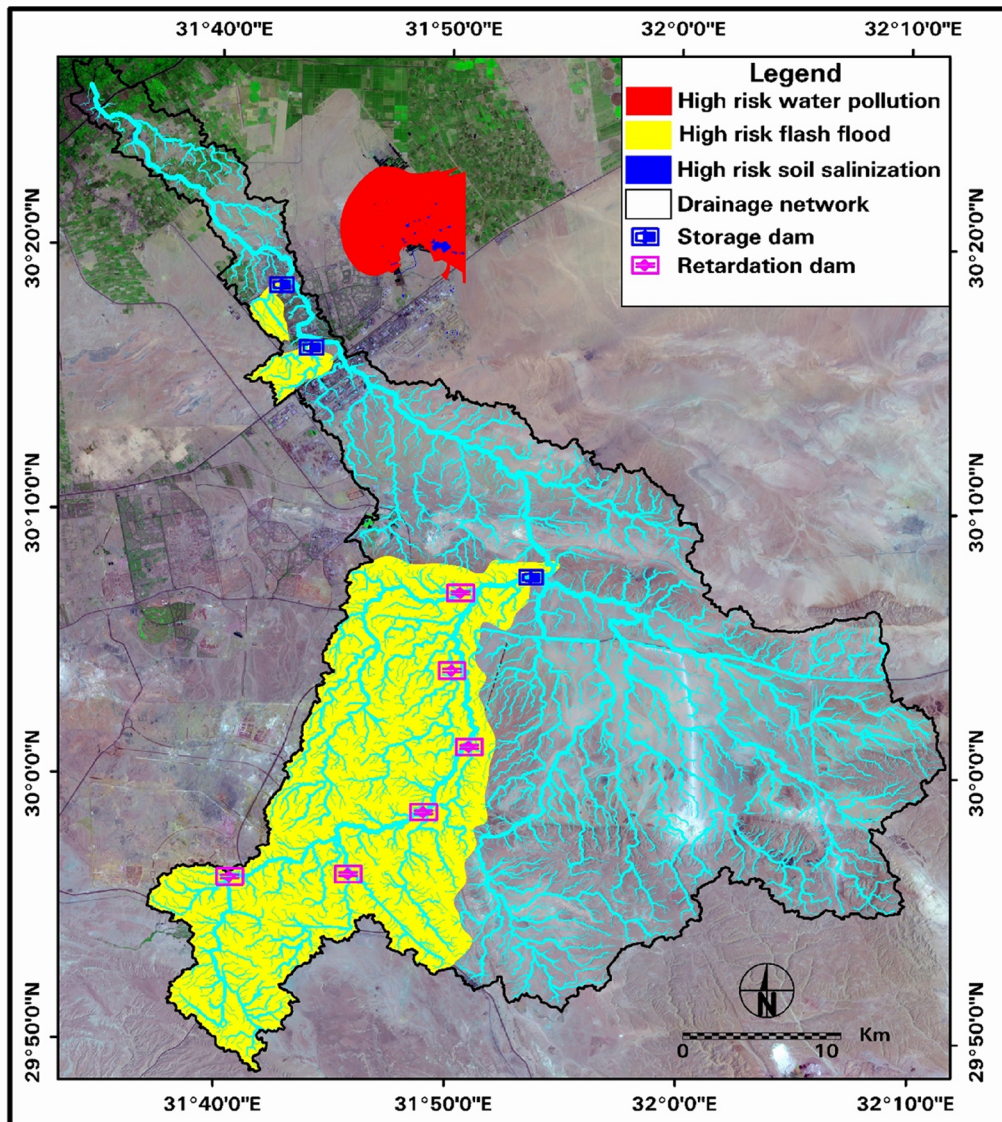 31°40'0"E 31°50'0"E 32°0'0"E 32°10'0"E
Legend
High risk water pollution
High risk flash flood
High risk soil salinization
Drainage network
Storage dam
Retardation dam
30°20'0"N 30°20'0"N
30°10'0"N 30°10'0"N
30°0'0"N 30°0'0"N
29°50'0"N 29°50'0"N
N
Km
0 10
31°40'0"E 31°50'0"E 32°0'0"E 32°10'0"E